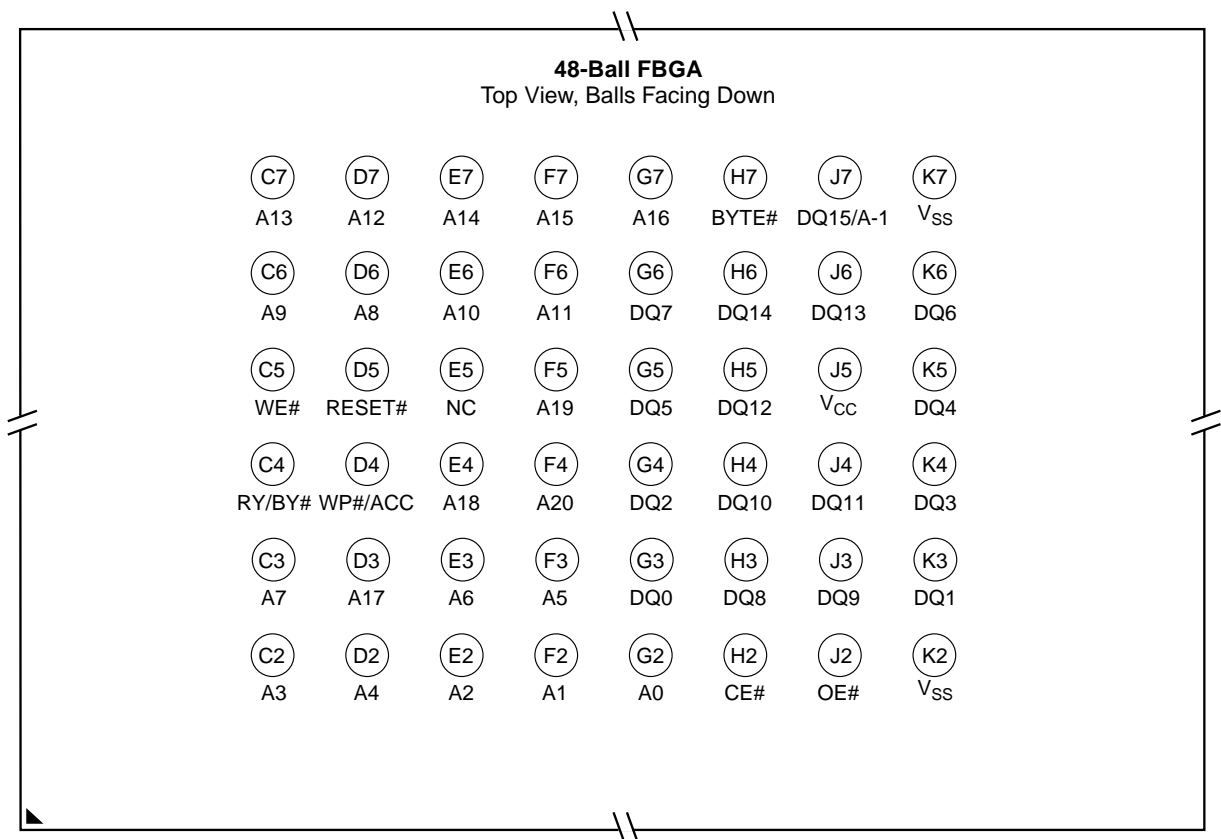 48-Ball FBGA
Top View, Balls Facing Down
C7 D7 E7 F7 G7 H7 J7 K7
A13 A12 A14 A15 A16 BYTE# DQ15/A-1 VSS
C6 D6 E6 F6 G6 H6 J6 K6
A9 A8 A10 A11 DQ7 DQ14 DQ13 DQ6
C5 D5 E5 F5 G5 H5 J5 K5
WE# RESET# NC A19 DQ5 DQ12 VCC DQ4
C4 D4 E4 F4 G4 H4 J4 K4
RY/BY# WP#/ACC A18 A20 DQ2 DQ10 DQ11 DQ3
C3 D3 E3 F3 G3 H3 J3 K3
A7 A17 A6 A5 DQ0 DQ8 DQ9 DQ1
C2 D2 E2 F2 G2 H2 J2 K2
A3 A4 A2 A1 A0 CE# OE# VSS